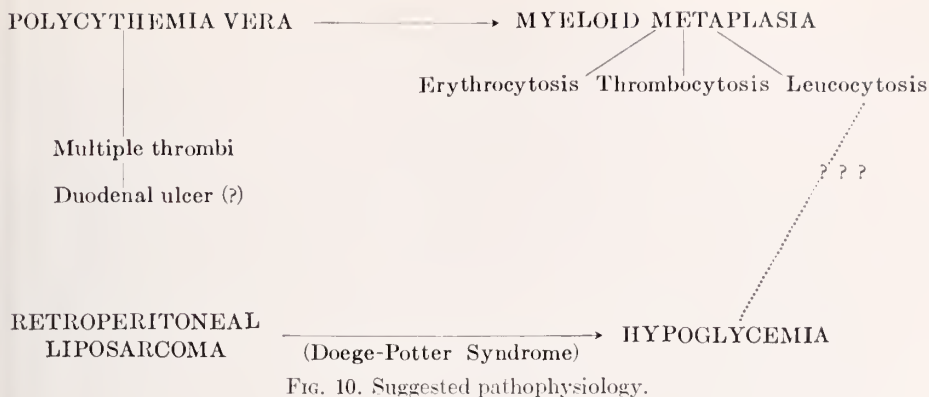 POLYCYTHEMIA VERA
MYELOID METAPLASIA
Erythrocytosis Thrombocytosis Leucocytosis
Multiple thrombi
Duodenal ulcer (?)
? ? ?
RETROPERITONEAL
LIPOSARCOMA
(Doege-Potter Syndrome)
HYPOGLYCEMIA
FIG. 10. Suggested pathophysiology.